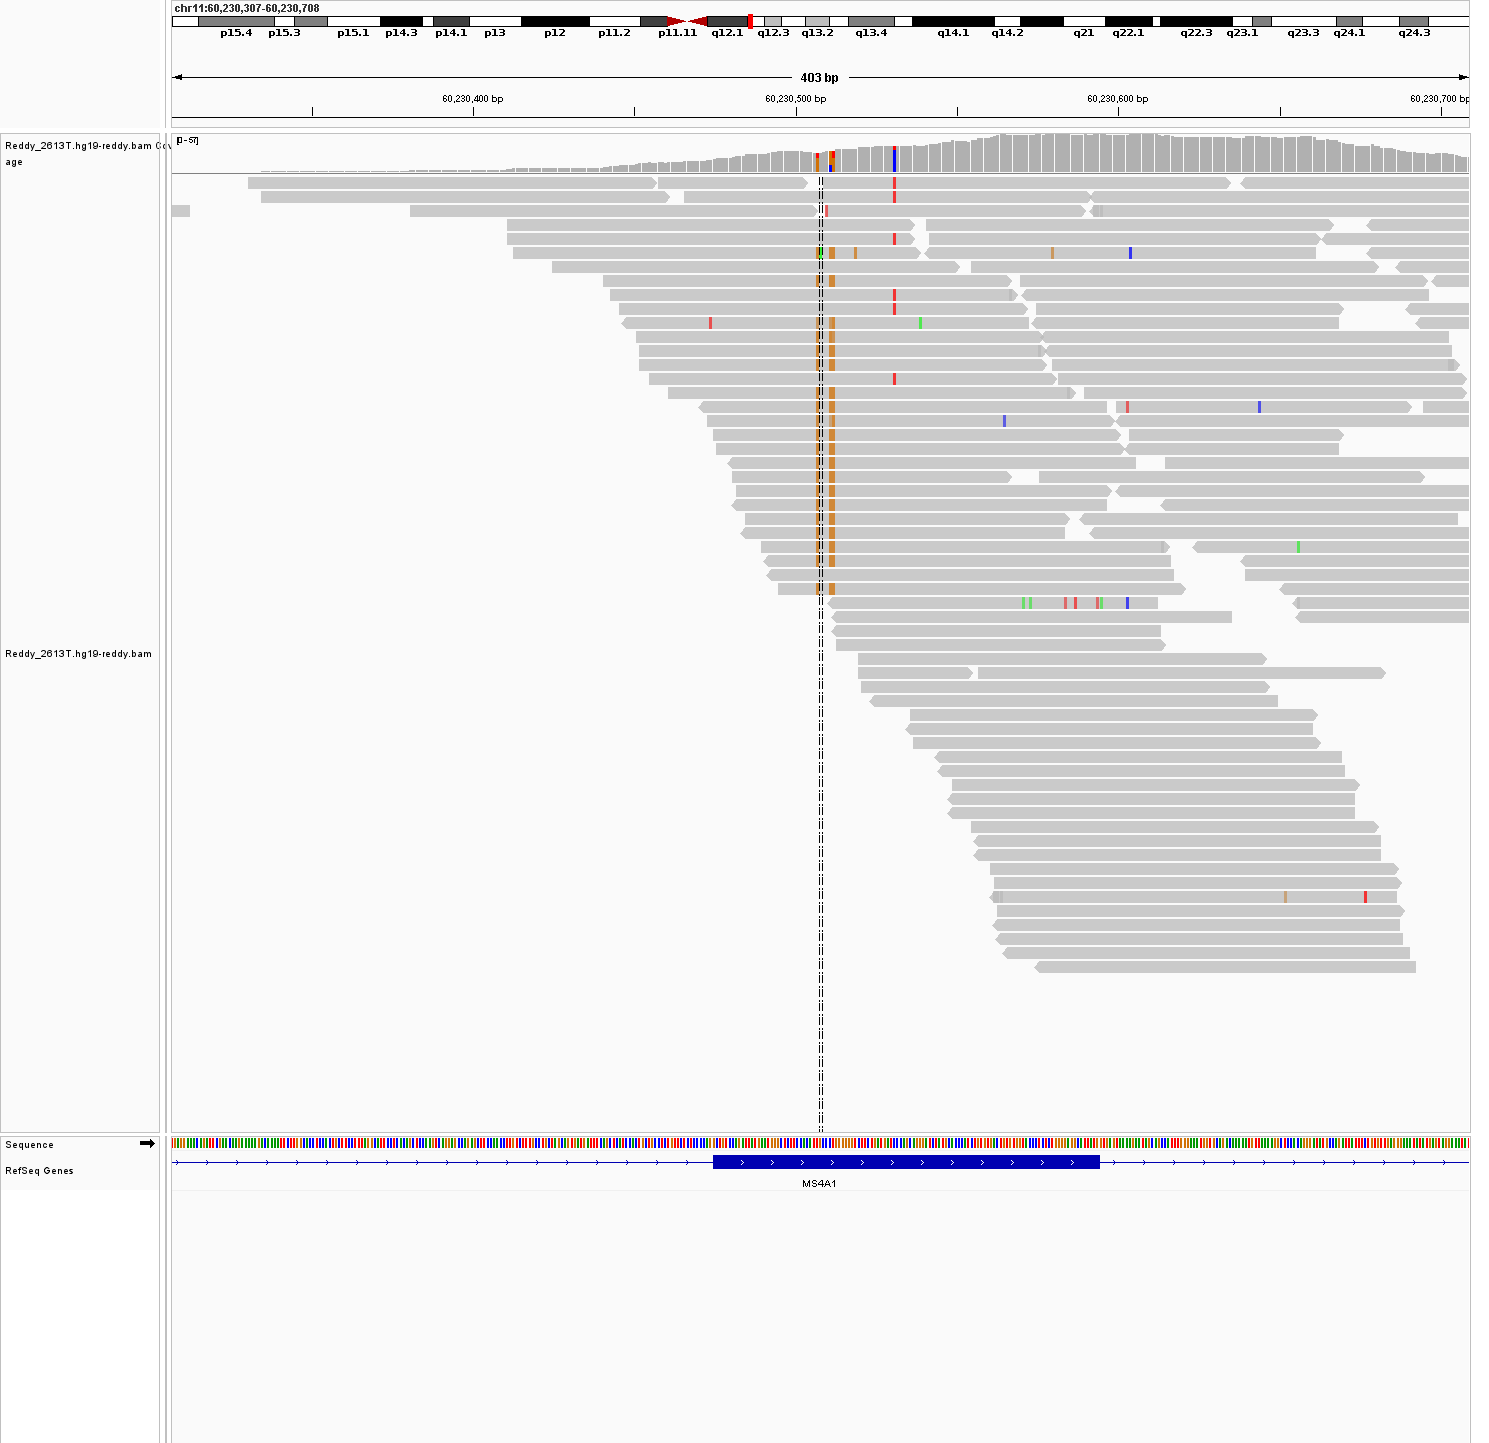 chr11:60,230,307-60,230,708
p15.4 p15.3 p15.1 p14.3 p14.1 p13 p12 p11.2 p11.11 q12.1 q12.3 q13.2 q13.4 q14.1 q14.2 q21 q22.1 q22.3 q23.1 q23.3 q24.1 q24.3
403 bp
60,230,400 bp 60,230,500 bp 60,230,600 bp 60,230,700 bp
Reddy_2613T.hg19-reddy.bam Cov
age
[0 - 57]
Reddy_2613T.hg19-reddy.bam
Sequence
RefSeq Genes
MS4A1